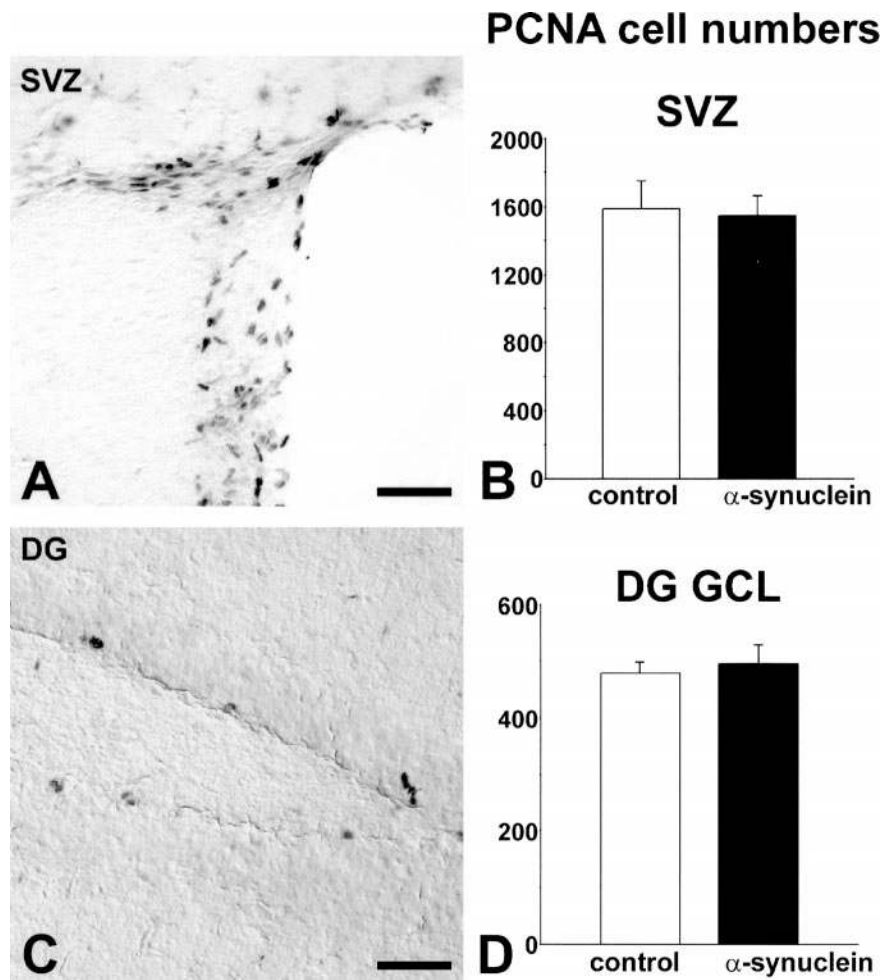 PCNA cell numbers
SVZ
A
SVZ
2000
1600
1200
800
400
0
control α-synuclein
B
DG
C
DG GCL
600
400
200
0
control α-synuclein
D